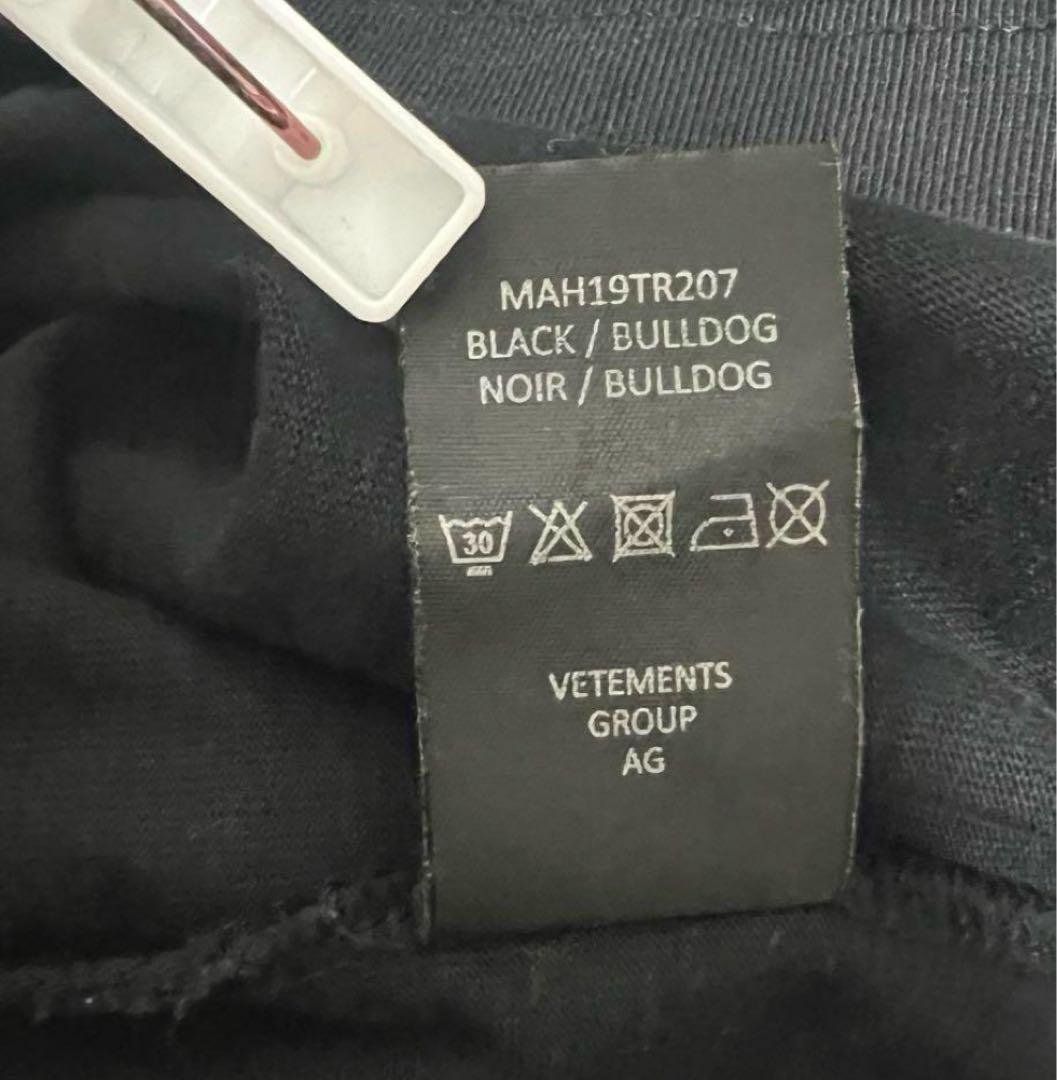 MAH19TR207
BLACK / BULLDOG
NOIR / BULLDOG
30
VETEMENTS
GROUP
AG